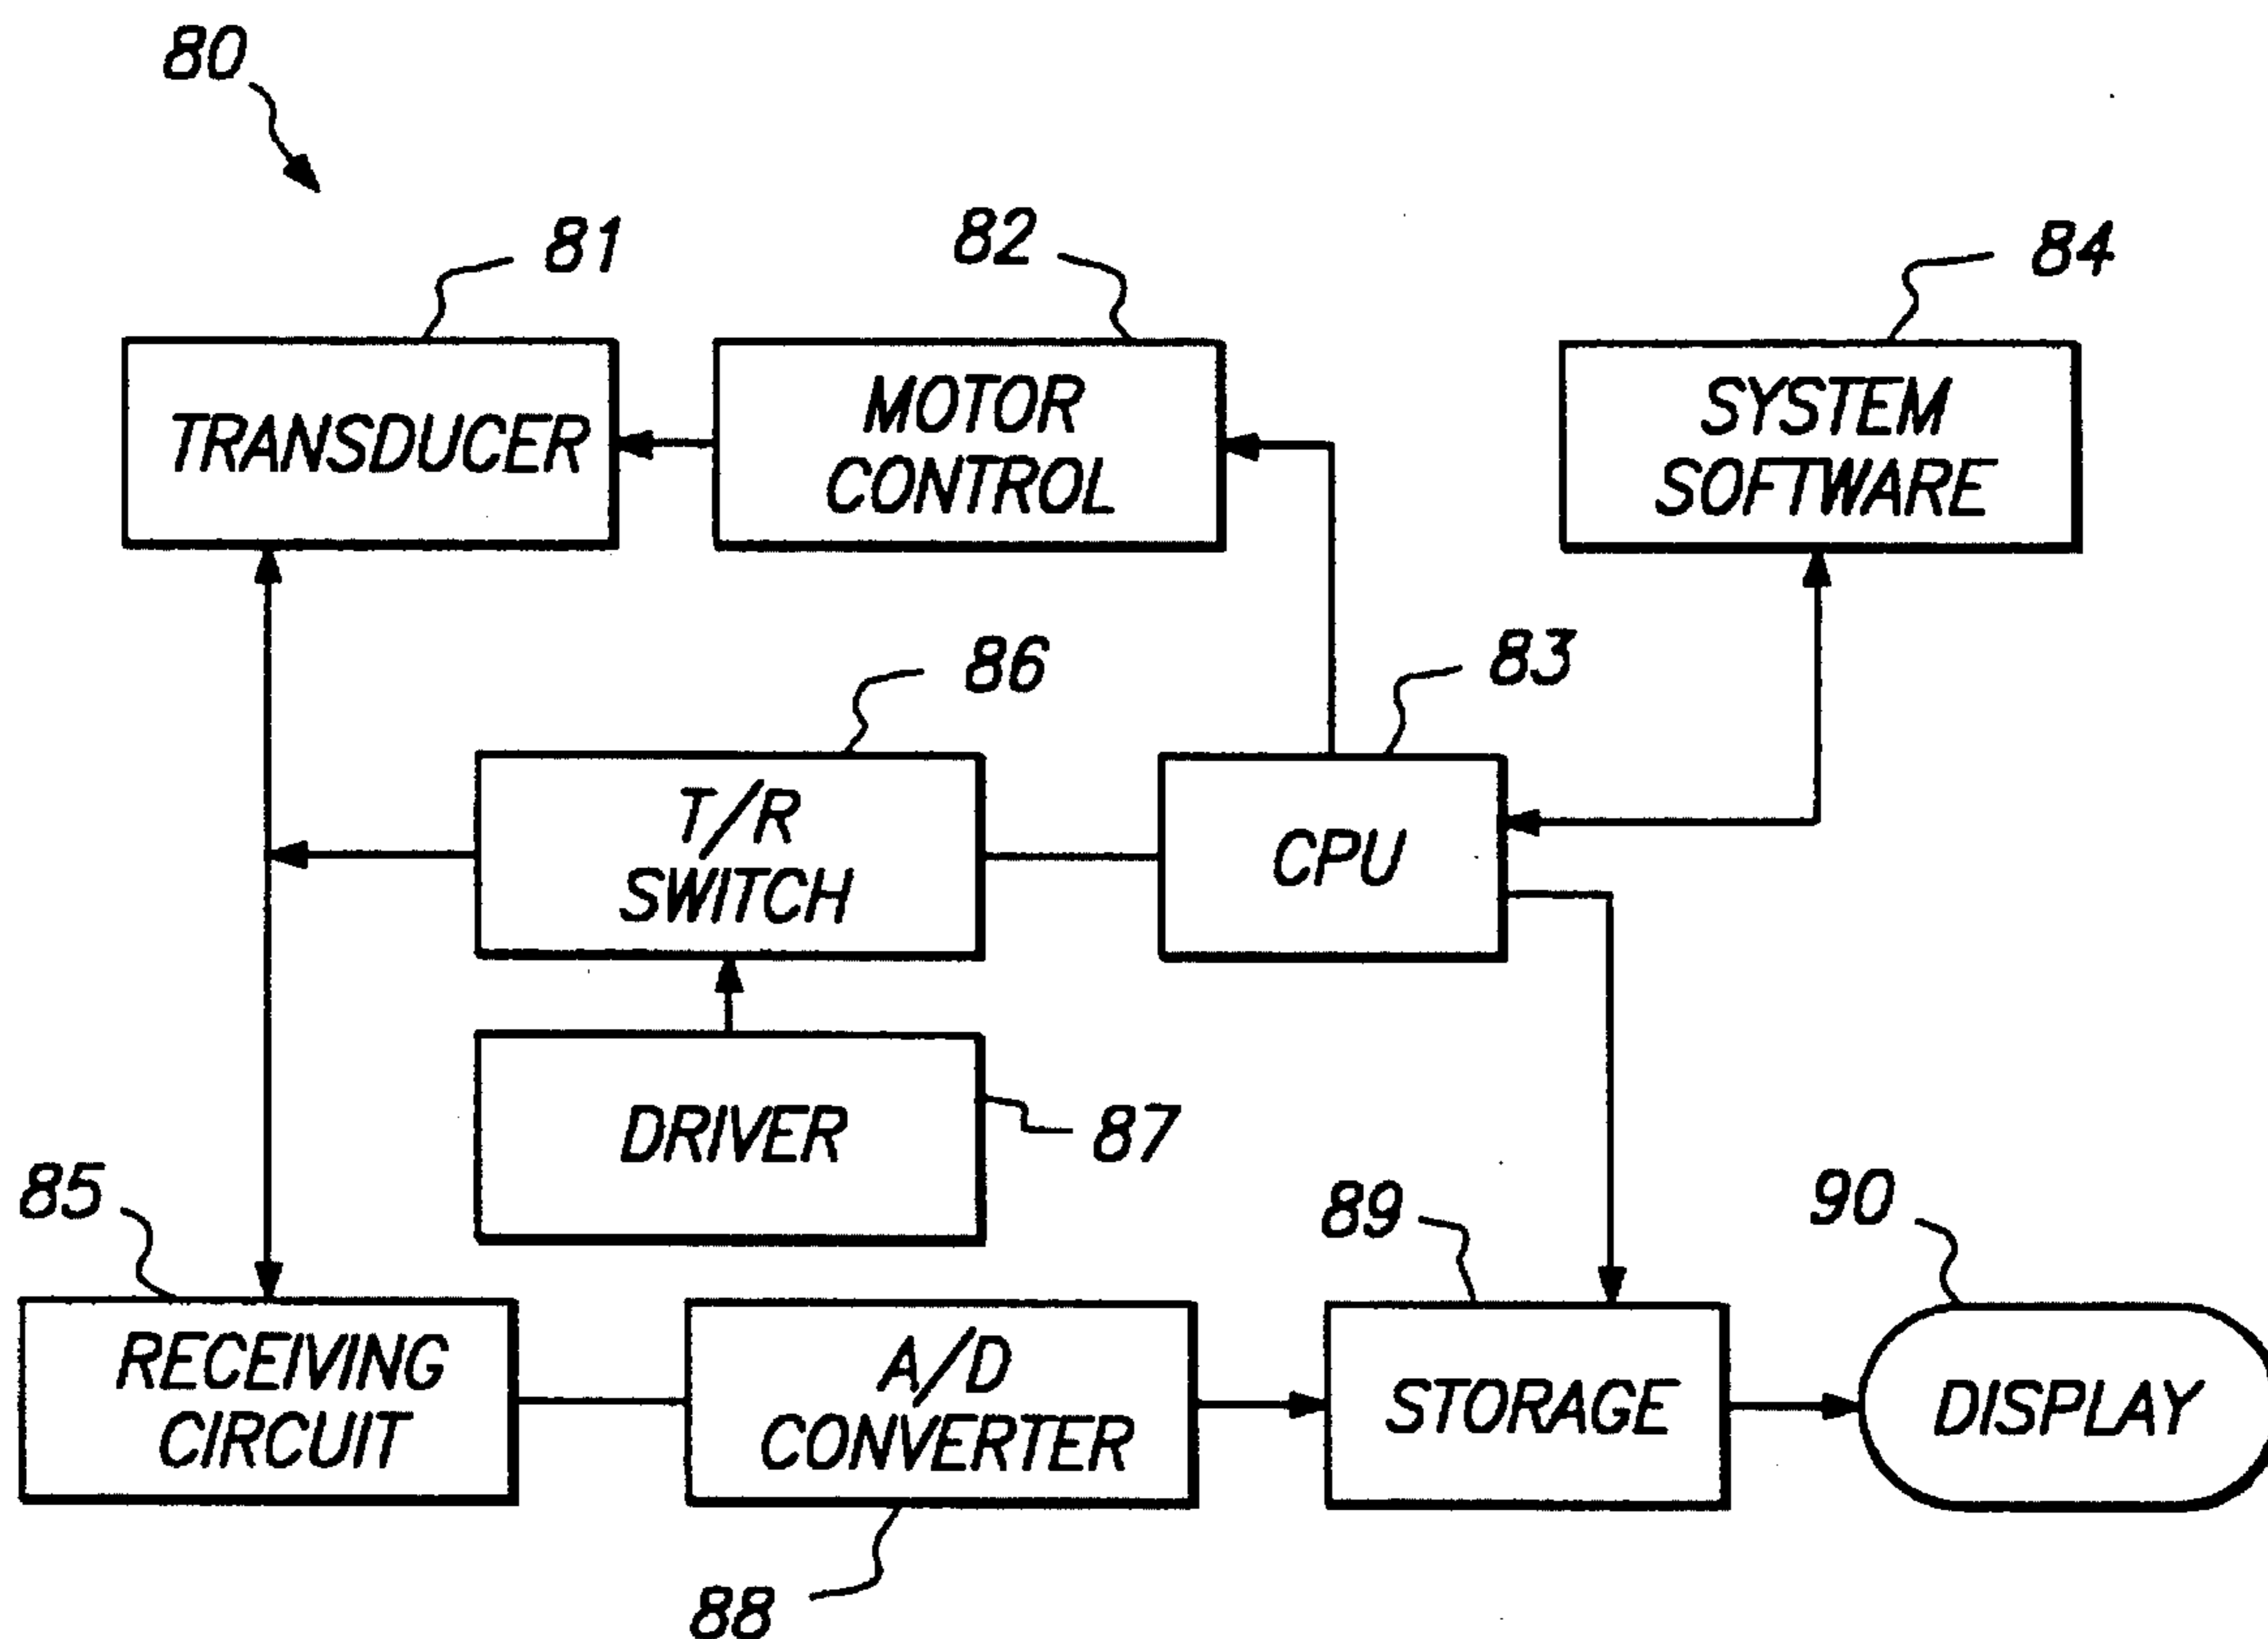 80
81
82
84
TRANSDUCER
MOTOR
CONTROL
SYSTEM
SOFTWARE
86
83
T/R
SWITCH
CPU
DRIVER
87
85
89
90
RECEIVING
CIRCUIT
A/D
CONVERTER
STORAGE
DISPLAY
88